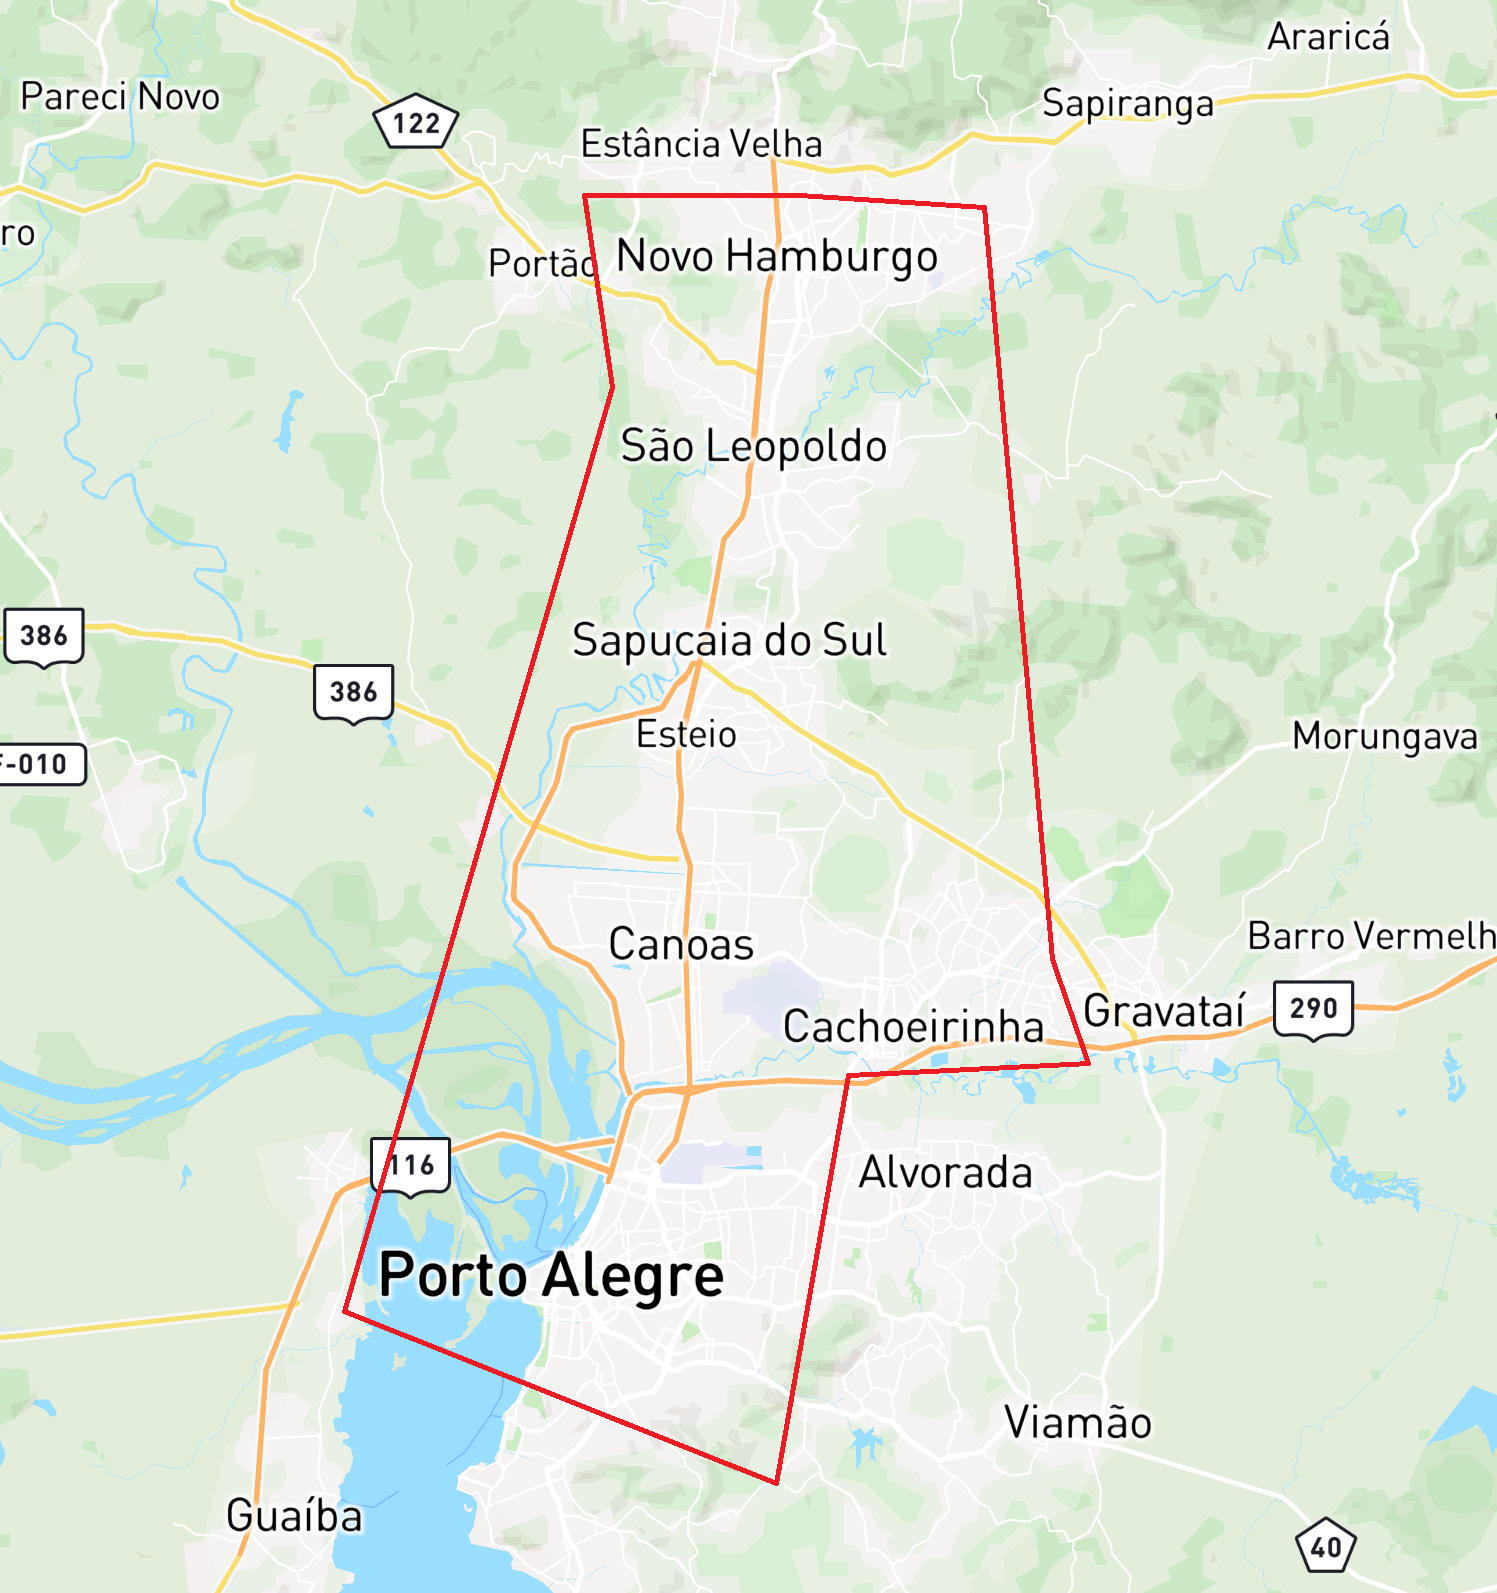 Araricá
Pareci Novo
Sapiranga
122
Estância Velha
ro
Portão
Novo Hamburgo
São Leopoldo
386
Sapucaia do Sul
386
Esteio
Morungava
F-010
Canoas
Barro Vermelh
Cachoeirinha
Gravataí
290
116
Alvorada
Porto Alegre
Viamão
Guaíba
40